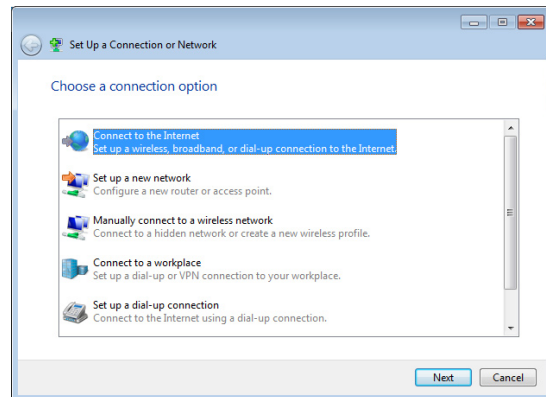 Set Up a Connection or Network
Choose a connection option
Connect to the Internet
Set up a wireless, broadband, or dial-up connection to the Internet.
Set up a new network
Configure a new router or access point.
Manually connect to a wireless network
Connect to a hidden network or create a new wireless profile.
Connect to a workplace
Set up a dial-up or VPN connection to your workplace.
Set up a dial-up connection
Connect to the Internet using a dial-up connection.
Next Cancel